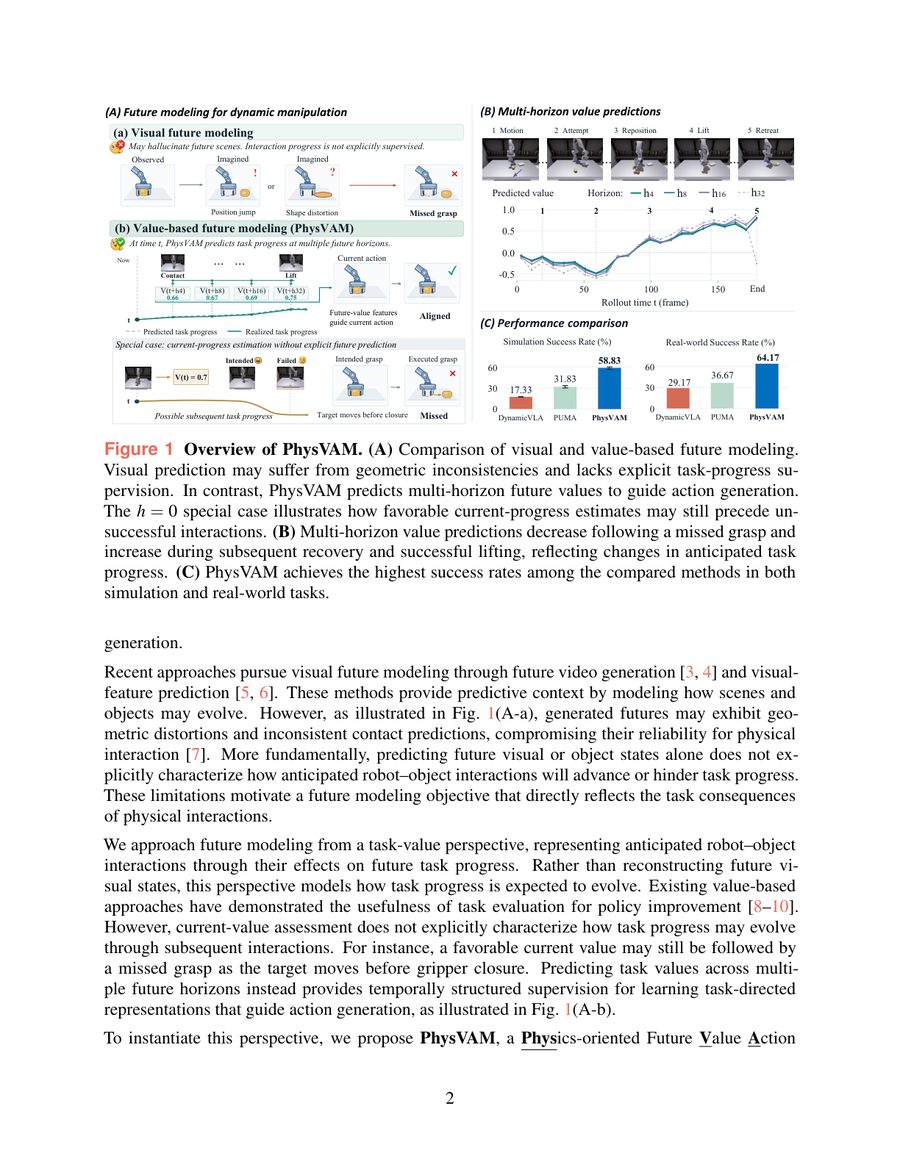 (A) Future modeling for dynamic manipulation
(a) Visual future modeling
May hallucinate future scenes. Interaction progress is not explicitly supervised.
Observed
Imagined
Imagined
!
or
?
Position jump
Shape distortion
Missed grasp
(b) Value-based future modeling (PhysVAM)
At time t, PhysVAM predicts task progress at multiple future horizons.
Now
... ...
Contact
Lift
V(t+h4)
0.66
V(t+h8)
0.67
V(t+h16)
0.69
V(t+h32)
0.75
t
Current action
Future-value features
guide current action
Aligned
Predicted task progress
Realized task progress
Special case: current-progress estimation without explicit future prediction
V(t) = 0.7
Intended
Failed
Intended grasp
Executed grasp
t
Possible subsequent task progress
Target moves before closure
Missed
(B) Multi-horizon value predictions
1 Motion
2 Attempt
3 Reposition
4 Lift
5 Retreat
Predicted value
Horizon:
h4
h8
h16
h32
1.0
0.5
0.0
-0.5
1
2
3
4
5
0
50
100
150
End
Rollout time t (frame)
(C) Performance comparison
Simulation Success Rate (%)
60
30
0
17.33
31.83
58.83
DynamicVLA
PUMA
PhysVAM
Real-world Success Rate (%)
60
30
0
29.17
36.67
64.17
DynamicVLA
PUMA
PhysVAM
Figure 1 Overview of PhysVAM. (A) Comparison of visual and value-based future modeling.
Visual prediction may suffer from geometric inconsistencies and lacks explicit task-progress su-
pervision. In contrast, PhysVAM predicts multi-horizon future values to guide action generation.
The h = 0 special case illustrates how favorable current-progress estimates may still precede un-
successful interactions. (B) Multi-horizon value predictions decrease following a missed grasp and
increase during subsequent recovery and successful lifting, reflecting changes in anticipated task
progress. (C) PhysVAM achieves the highest success rates among the compared methods in both
simulation and real-world tasks.
generation.
Recent approaches pursue visual future modeling through future video generation [3, 4] and visual-
feature prediction [5, 6]. These methods provide predictive context by modeling how scenes and
objects may evolve. However, as illustrated in Fig. 1(A-a), generated futures may exhibit geo-
metric distortions and inconsistent contact predictions, compromising their reliability for physical
interaction [7]. More fundamentally, predicting future visual or object states alone does not ex-
plicitly characterize how anticipated robot–object interactions will advance or hinder task progress.
These limitations motivate a future modeling objective that directly reflects the task consequences
of physical interactions.
We approach future modeling from a task-value perspective, representing anticipated robot–object
interactions through their effects on future task progress. Rather than reconstructing future vi-
sual states, this perspective models how task progress is expected to evolve. Existing value-based
approaches have demonstrated the usefulness of task evaluation for policy improvement [8–10].
However, current-value assessment does not explicitly characterize how task progress may evolve
through subsequent interactions. For instance, a favorable current value may still be followed by
a missed grasp as the target moves before gripper closure. Predicting task values across multi-
ple future horizons instead provides temporally structured supervision for learning task-directed
representations that guide action generation, as illustrated in Fig. 1(A-b).
To instantiate this perspective, we propose PhysVAM, a Physics-oriented Future Value Action
2